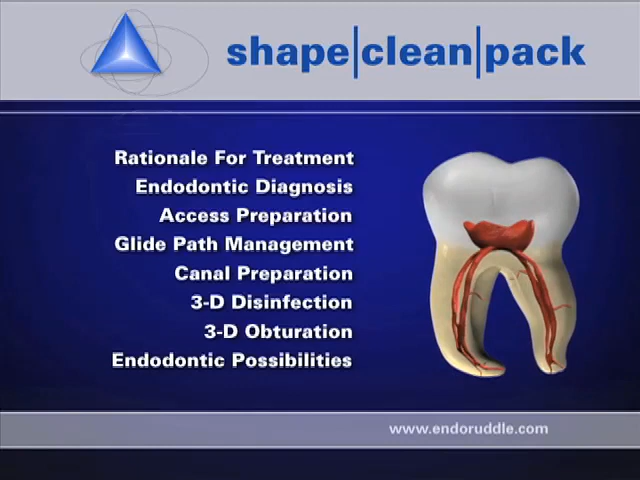 shape|clean|pack
Rationale For Treatment
Endodontic Diagnosis
Access Preparation
Glide Path Management
Canal Preparation
3-D Disinfection
3-D Obturation
Endodontic Possibilities
www.endoruddle.com